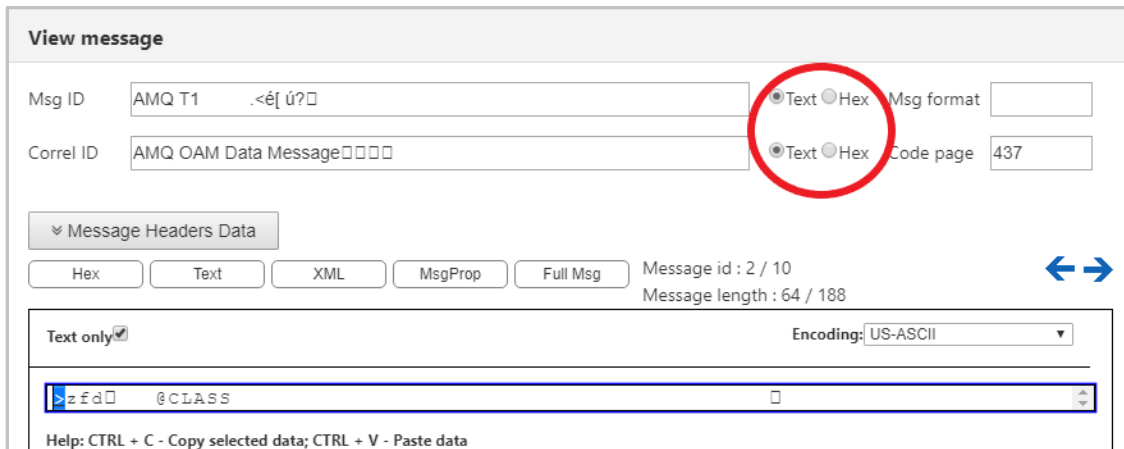 View message
Msg ID AMQ T1 .<é[ ú?□ Text Hex Msg format
Correl ID AMQ OAM Data Message□□□□ Text Hex Code page 437
Message Headers Data
Hex Text XML MsgProp Full Msg Message id : 2 / 10
Message length : 64 / 188
Text only Encoding: US-ASCII
>zfd□ @CLASS □
Help: CTRL + C - Copy selected data; CTRL + V - Paste data